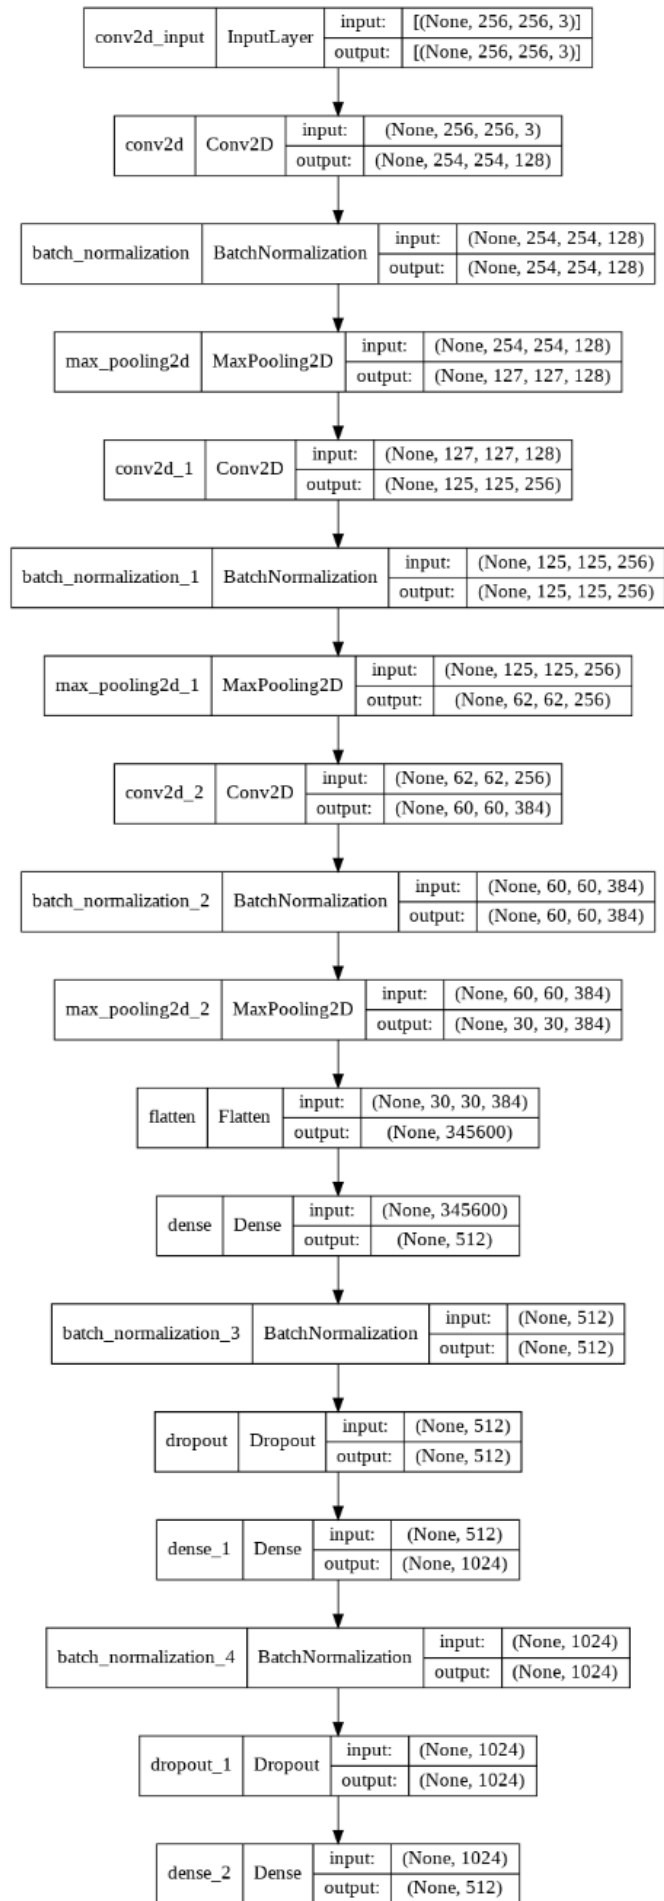 conv2d_input InputLayer input: [(None, 256, 256, 3)]
output: [(None, 256, 256, 3)]
conv2d Conv2D input: (None, 256, 256, 3)
output: (None, 254, 254, 128)
batch_normalization BatchNormalization input: (None, 254, 254, 128)
output: (None, 254, 254, 128)
max_pooling2d MaxPooling2D input: (None, 254, 254, 128)
output: (None, 127, 127, 128)
conv2d_1 Conv2D input: (None, 127, 127, 128)
output: (None, 125, 125, 256)
batch_normalization_1 BatchNormalization input: (None, 125, 125, 256)
output: (None, 125, 125, 256)
max_pooling2d_1 MaxPooling2D input: (None, 125, 125, 256)
output: (None, 62, 62, 256)
conv2d_2 Conv2D input: (None, 62, 62, 256)
output: (None, 60, 60, 384)
batch_normalization_2 BatchNormalization input: (None, 60, 60, 384)
output: (None, 60, 60, 384)
max_pooling2d_2 MaxPooling2D input: (None, 60, 60, 384)
output: (None, 30, 30, 384)
flatten Flatten input: (None, 30, 30, 384)
output: (None, 345600)
dense Dense input: (None, 345600)
output: (None, 512)
batch_normalization_3 BatchNormalization input: (None, 512)
output: (None, 512)
dropout Dropout input: (None, 512)
output: (None, 512)
dense_1 Dense input: (None, 512)
output: (None, 1024)
batch_normalization_4 BatchNormalization input: (None, 1024)
output: (None, 1024)
dropout_1 Dropout input: (None, 1024)
output: (None, 1024)
dense_2 Dense input: (None, 1024)
output: (None, 512)